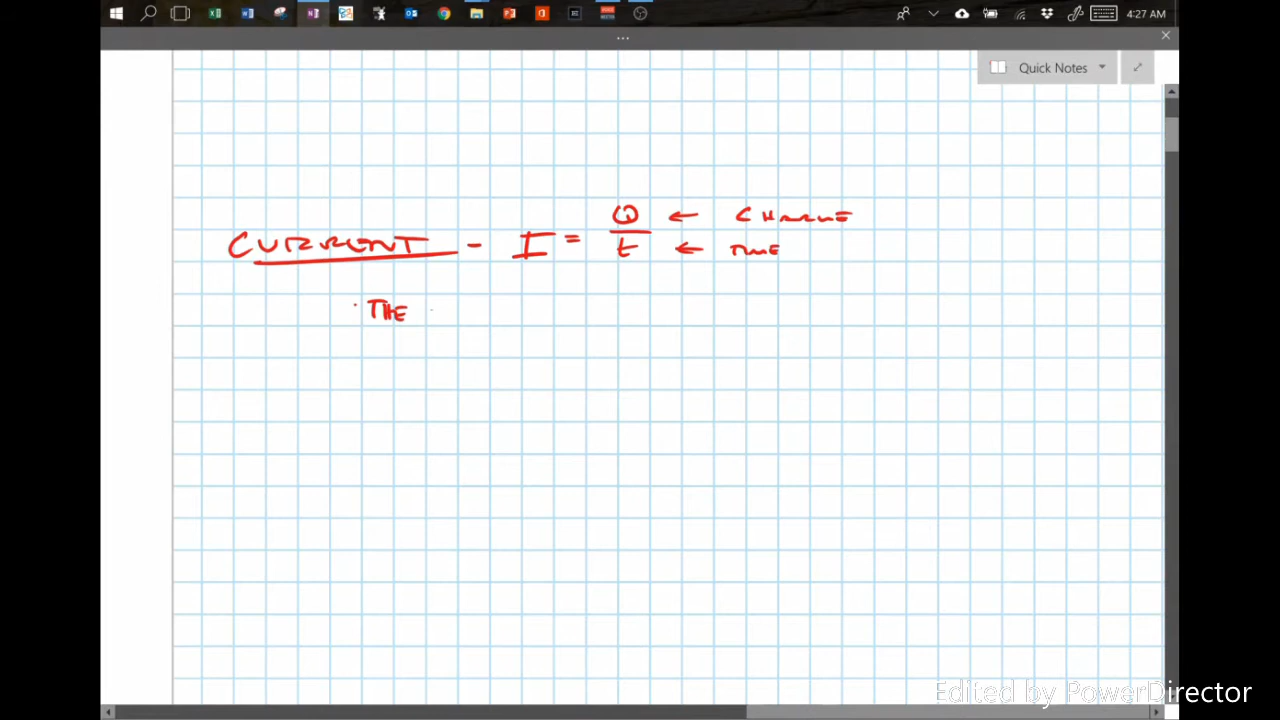 4:27 AM
...
Quick Notes
Q ← CHARGE
CURRENT - I = t ← TIME
· THE
Edited by PowerDirector